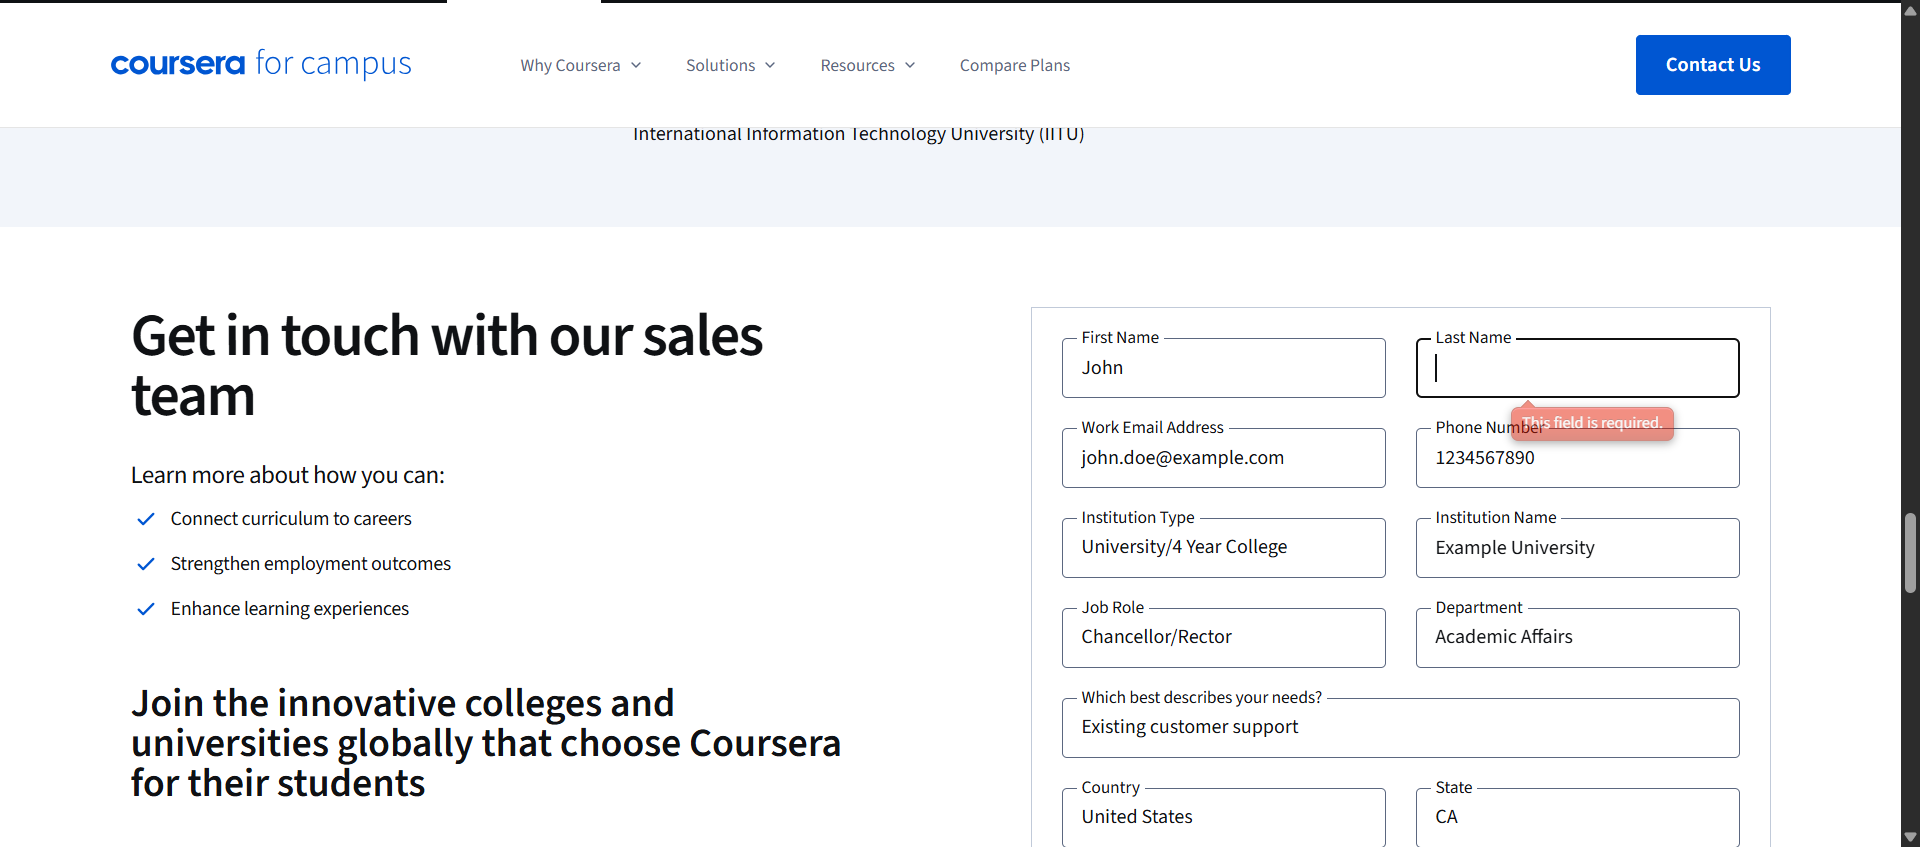 coursera for campus
Why Coursera
Solutions
Resources
Compare Plans
Contact Us
International Information Technology University (IITU)
Get in touch with our sales
team
Learn more about how you can:
Connect curriculum to careers
Strengthen employment outcomes
Enhance learning experiences
Join the innovative colleges and
universities globally that choose Coursera
for their students
First Name
John
Last Name
This field is required.
Work Email Address
john.doe@example.com
Phone Number
1234567890
Institution Type
University/4 Year College
Institution Name
Example University
Job Role
Chancellor/Rector
Department
Academic Affairs
Which best describes your needs?
Existing customer support
Country
United States
State
CA